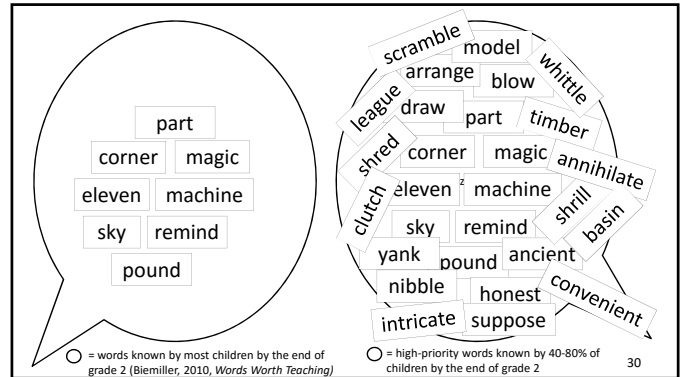 part
corner magic
eleven machine
sky remind
pound
scramble
model
whittle
arrange
blow
league
draw
part
timber
shred
corner
magic
annihilate
clutch
eleven
z
machine
shrill
basin
sky
remind
yank
pound
ancient
nibble
honest
convenient
intricate
suppose
= words known by most children by the end of
grade 2 (Biemiller, 2010, Words Worth Teaching)
= high-priority words known by 40-80% of
children by the end of grade 2
30